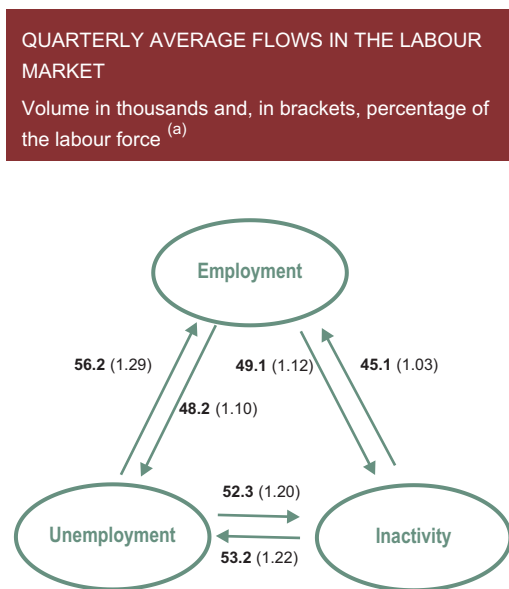 QUARTERLY AVERAGE FLOWS IN THE LABOUR
MARKET
Volume in thousands and, in brackets, percentage of
the labour force (a)
Employment
56.2 (1.29)
49.1 (1.12)
45.1 (1.03)
48.2 (1.10)
52.3 (1.20)
Unemployment
Inactivity
53.2 (1.22)